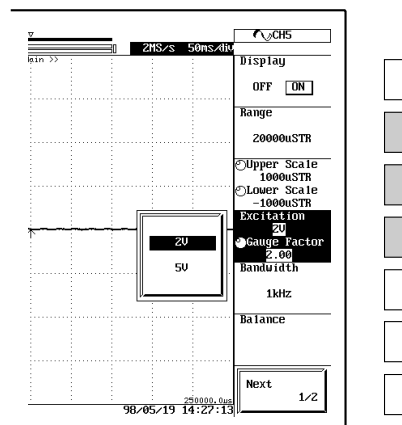 CH5
2MS/s 50ms/div
Main >>
Display
OFF ON
Range
20000uSTR
Upper Scale
1000uSTR
Lower Scale
-1000uSTR
Excitation
2V
Gauge Factor
2.00
Bandwidth
1kHz
Balance
2V
5V
Next
1/2
250000.0us
98/05/19 14:27:13